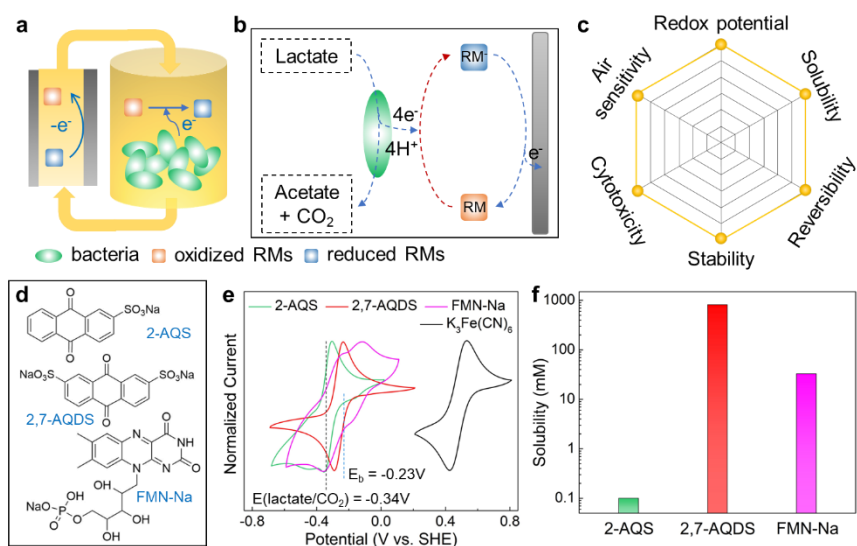 a
-e⁻
e⁻
bacteria
oxidized RMs
reduced RMs
b
Lactate
4e⁻
4H⁺
Acetate
+ CO₂
RM⁻
RM
e⁻
c
Redox potential
Solubility
Reversibility
Stability
Cytotoxicity
Air
sensitivity
d
O
SO₃Na
O
2-AQS
O
NaO₃S
SO₃Na
O
2,7-AQDS
O
N
NH
N
N
O
FMN-Na
OH
OH
NaO
P
O
O
OH
OH
e
2-AQS
2,7-AQDS
FMN-Na
K₃Fe(CN)₆
Normalized Current
E_b = -0.23V
E(lactate/CO₂) = -0.34V
-0.8
-0.4
0.0
0.4
0.8
Potential (V vs. SHE)
f
Solubility (mM)
1000
100
10
1
0.1
2-AQS
2,7-AQDS
FMN-Na